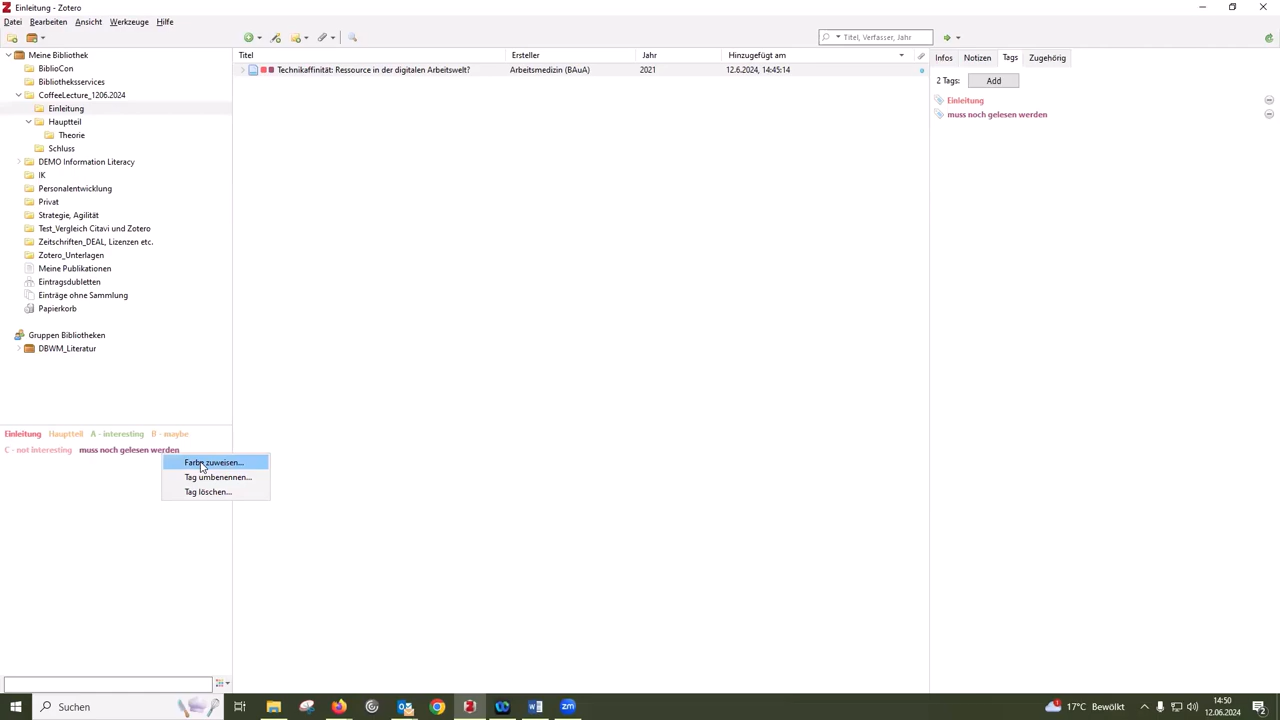 Einleitung - Zotero
Datei Bearbeiten Ansicht Werkzeuge Hilfe
Titel, Verfasser, Jahr
Meine Bibliothek
BiblioCon
Bibliotheksservices
CoffeeLecture_1206.2024
Einleitung
Hauptteil
Theorie
Schluss
DEMO Information Literacy
IK
Personalentwicklung
Privat
Strategie, Agilität
Test_Vergleich Citavi und Zotero
Zeitschriften_DEAL, Lizenzen etc.
Zotero_Unterlagen
Meine Publikationen
Eintragsdubletten
Einträge ohne Sammlung
Papierkorb
Gruppen Bibliotheken
DBWM_Literatur
Einleitung Hauptteil A - interesting B - maybe
C - not interesting muss noch gelesen werden
Farbe zuweisen...
Tag umbenennen...
Tag löschen...
Titel Ersteller Jahr Hinzugefügt am
Technikaffinität: Ressource in der digitalen Arbeitswelt? Arbeitsmedizin (BAuA) 2021 12.6.2024, 14:45:14
Infos Notizen Tags Zugehörig
2 Tags: Add
Einleitung
muss noch gelesen werden
Suchen
17°C Bewölkt
14:50
12.06.2024
2